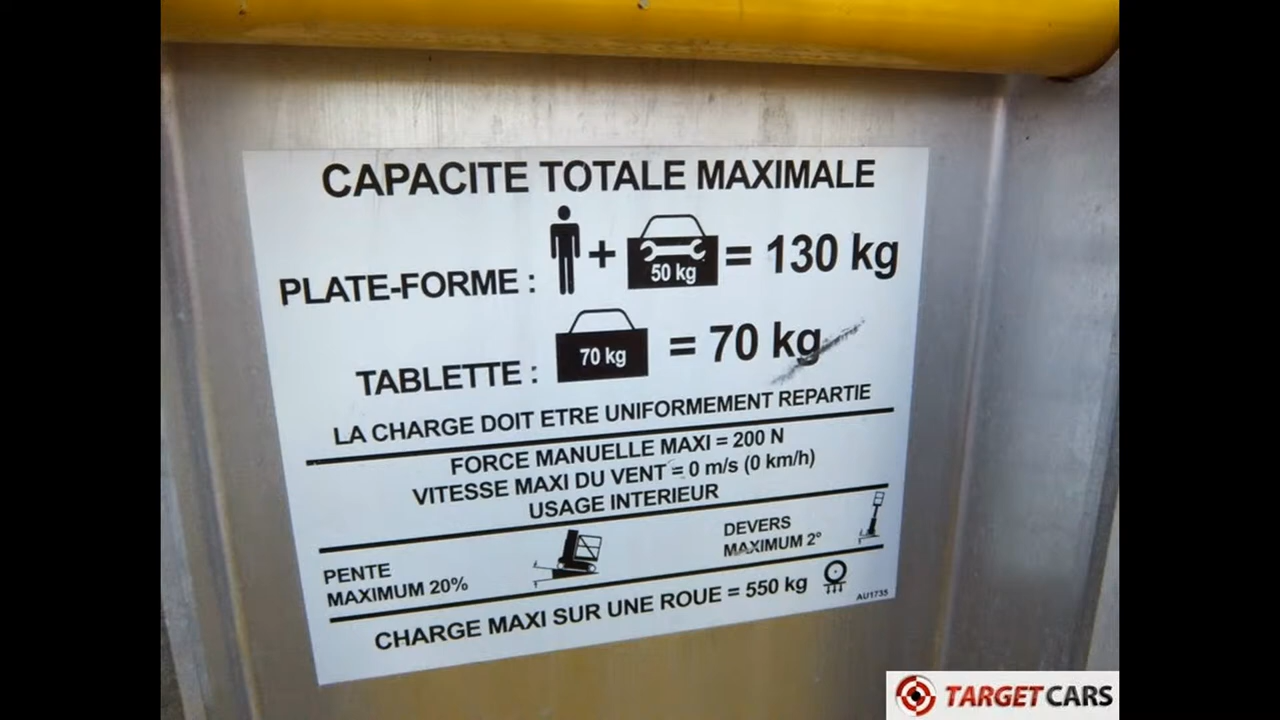 CAPACITE TOTALE MAXIMALE
PLATE-FORME : + 50 kg = 130 kg
TABLETTE : 70 kg = 70 kg
LA CHARGE DOIT ETRE UNIFORMEMENT REPARTIE
FORCE MANUELLE MAXI = 200 N
VITESSE MAXI DU VENT = 0 m/s (0 km/h)
USAGE INTERIEUR
PENTE
MAXIMUM 20%
DEVERS
MAXIMUM 2°
CHARGE MAXI SUR UNE ROUE = 550 kg
AU1735
TARGETCARS